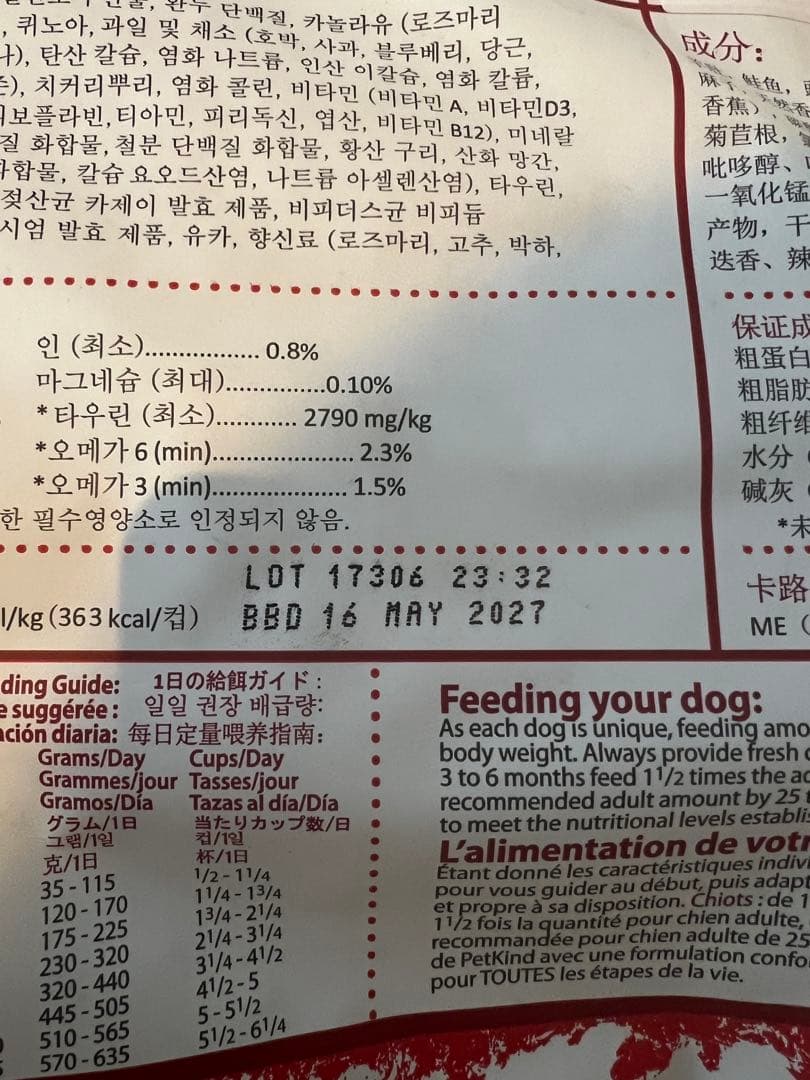 퀴노아, 과일 및 채소 (호박, 사과, 블루베리, 당근,
탄산 칼슘, 염화 나트륨, 인산 이칼슘, 염화 칼륨,
치커리뿌리, 염화 콜린, 비타민 (비타민 A, 비타민D3,
티아민, 피리독신, 엽산, 비타민 B12), 미네랄
화합물, 철분 단백질 화합물, 황산 구리, 산화 망간,
칼슘 요오드산염, 나트륨 아셀렌산염), 타우린,
젖산균 카제이 발효 제품, 비피더스균 비피듐
발효 제품, 유카, 향신료 (로즈마리, 고추, 박하,
인 (최소)................. 0.8%
마그네슘 (최대)...............0.10%
*타우린 (최소)............ 2790 mg/kg
*오메가 6 (min)..................... 2.3%
*오메가 3 (min).................... 1.5%
한 필수영양소로 인정되지 않음.
LOT 17306 23:32
l/kg (363 kcal/컵) BBD 16 MAY 2027
成分:
鲑鱼,
香蕉)
菊苣根,
吡哆醇、
一氧化锰
产物, 干
迭香、辣
保证成
粗蛋白
粗脂肪
粗纤维
水分 (
碱灰 (
*未
卡路
ME (
ding Guide: 1日の給餌ガイド:
e suggérée : 일일 권장 배급량:
ación diaria: 每日定量喂养指南:
Grams/Day Cups/Day
Grammes/jour Tasses/jour
Gramos/Día Tazas al día/Día
グラム/1日 当たりカップ数/日
그램/1일 컵/1일
克/1日 杯/1日
35 - 115 1/2 - 11/4
120 - 170 11/4 - 13/4
175 - 225 13/4 - 21/4
230 - 320 21/4 - 31/4
320 - 440 31/4 - 41/2
445 - 505 41/2 - 5
510 - 565 5 - 51/2
570 - 635 51/2 - 61/4
Feeding your dog:
As each dog is unique, feeding amo
body weight. Always provide fresh
3 to 6 months feed 11/2 times the
recommended adult amount by 25
to meet the nutritional levels establis
L'alimentation de votr
Étant donné les caractéristiques indivi
pour vous guider au début, puis adapt
et propre à sa disposition. Chiots : de 1
11/2 fois la quantité pour chien adulte,
recommandée pour chien adulte de 25
de PetKind avec une formulation confo
pour TOUTES les étapes de la vie.